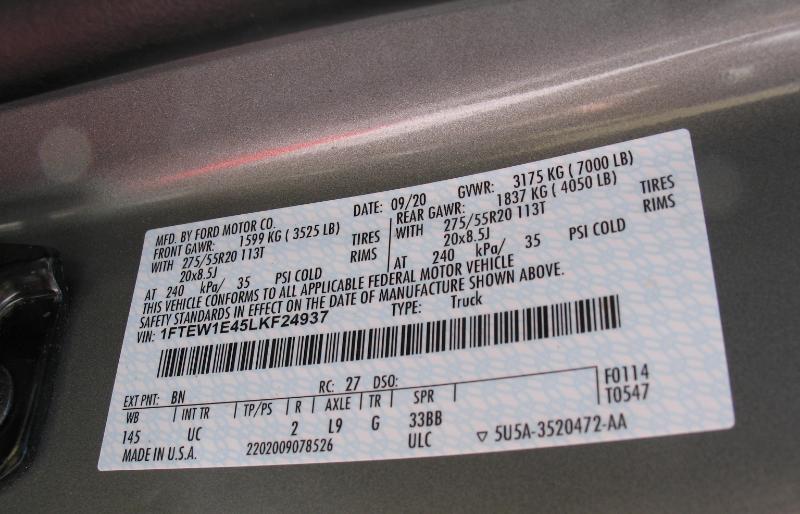 MFD. BY FORD MOTOR CO. DATE: 09/20 GVWR: 3175 KG ( 7000 LB)
FRONT GAWR: 1599 KG ( 3525 LB) REAR GAWR: 1837 KG ( 4050 LB)
WITH 275/55R20 113T TIRES WITH 275/55R20 113T TIRES
20x8.5J RIMS 20x8.5J RIMS
AT 240 kPa/ 35 PSI COLD AT 240 kPa/ 35 PSI COLD
THIS VEHICLE CONFORMS TO ALL APPLICABLE FEDERAL MOTOR VEHICLE
SAFETY STANDARDS IN EFFECT ON THE DATE OF MANUFACTURE SHOWN ABOVE.
VIN: 1FTEW1E45LKF24937 TYPE: Truck
EXT PNT: BN RC: 27 DSO: F0114
WB INT TR TP/PS R AXLE TR SPR T0547
145 UC 2 L9 G 33BB
MADE IN U.S.A. 2202009078526 ULC ▽ 5U5A-3520472-AA